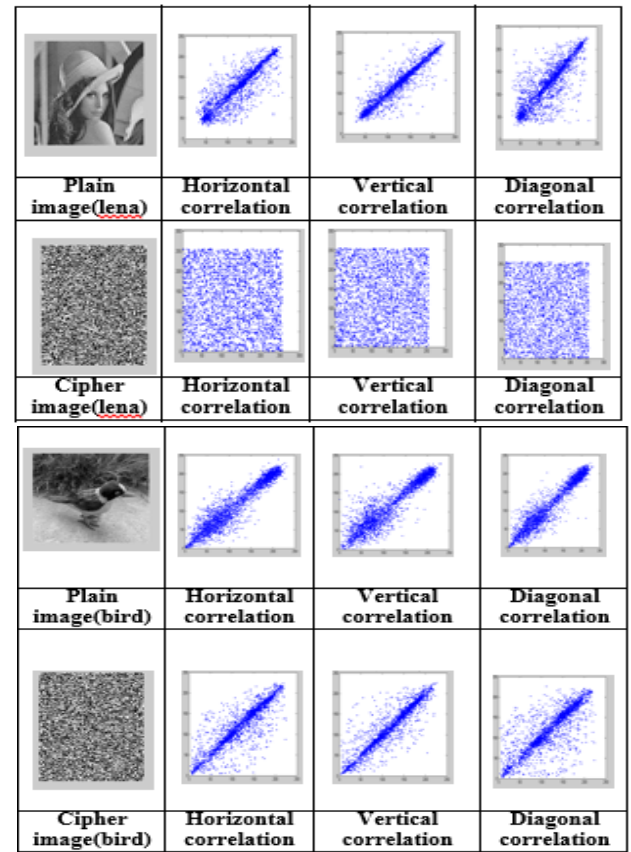 Plain image(lena)
Horizontal correlation
Vertical correlation
Diagonal correlation
Cipher image(lena)
Horizontal correlation
Vertical correlation
Diagonal correlation
Plain image(bird)
Horizontal correlation
Vertical correlation
Diagonal correlation
Cipher image(bird)
Horizontal correlation
Vertical correlation
Diagonal correlation